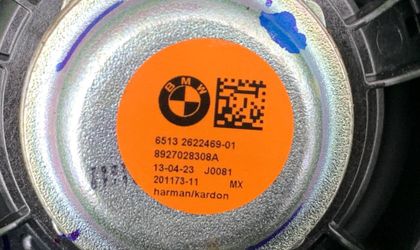 BMW
6513 2622469-01
8927028308A
13-04-23 J0081
201173-11 MX
harman/kardon